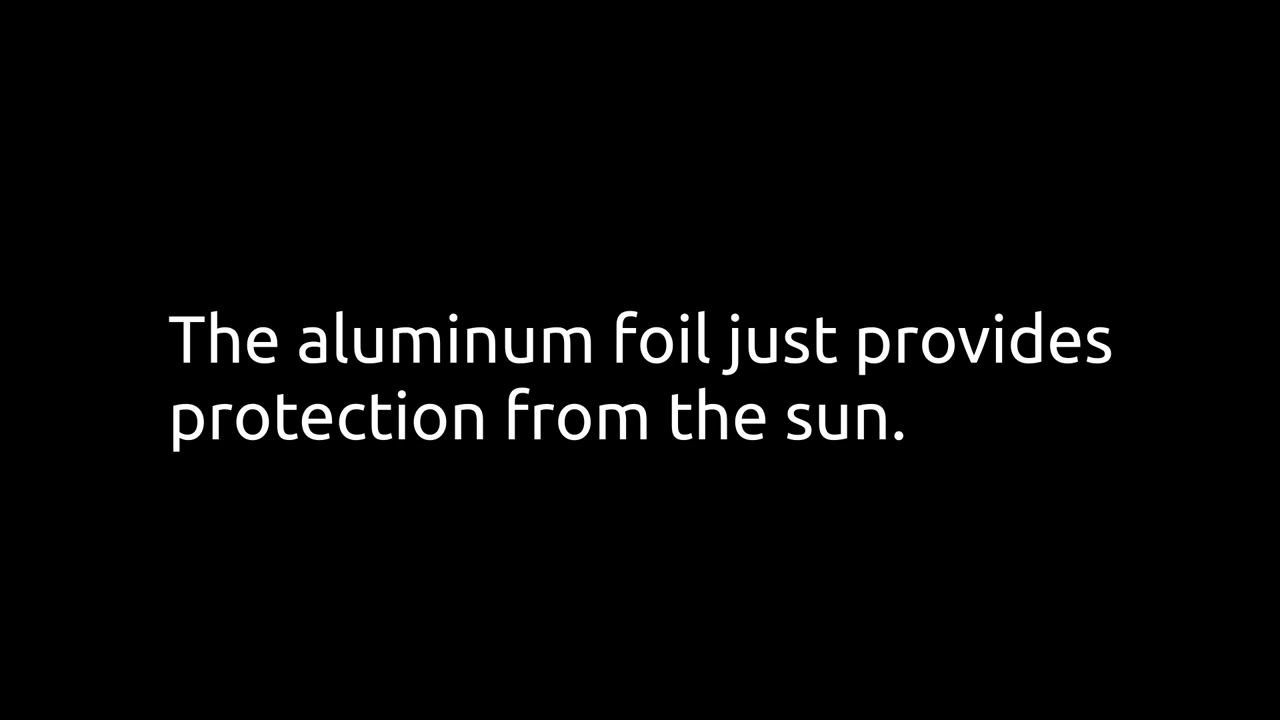 The aluminum foil just provides
protection from the sun.